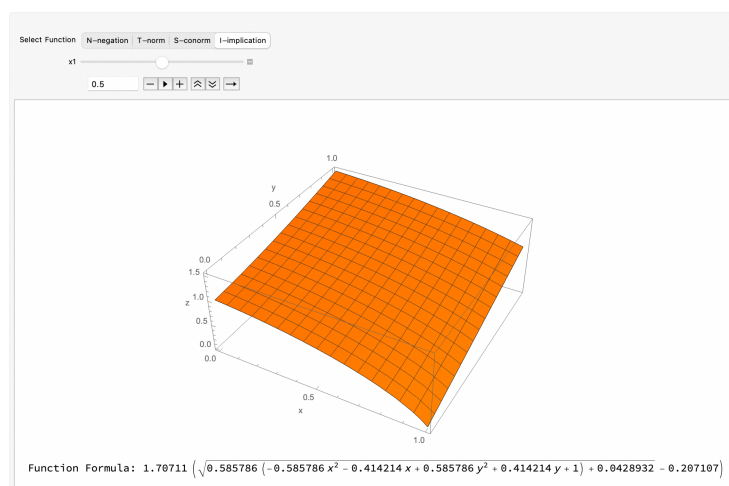 Select Function N−negation T−norm S−conorm I−implication
x1
0.5
1.0
y
0.5
0.0
1.5
z 1.0
0.5
0.0
0.0
0.5
x
1.0
Function Formula: 1.70711 (√(0.585786 (−0.585786 x² − 0.414214 x + 0.585786 y² + 0.414214 y + 1) + 0.0428932) − 0.207107)